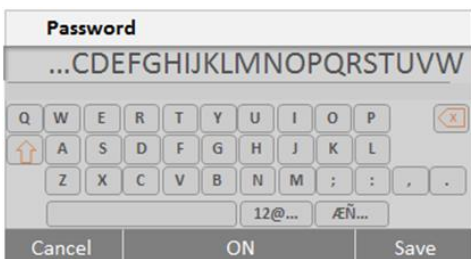 Password
...CDEFGHIJKLMNOPQRSTUVW
Q W E R T Y U I O P X
A S D F G H J K L
Z X C V B N M ; : , .
12@... ÆÑ...
Cancel ON Save